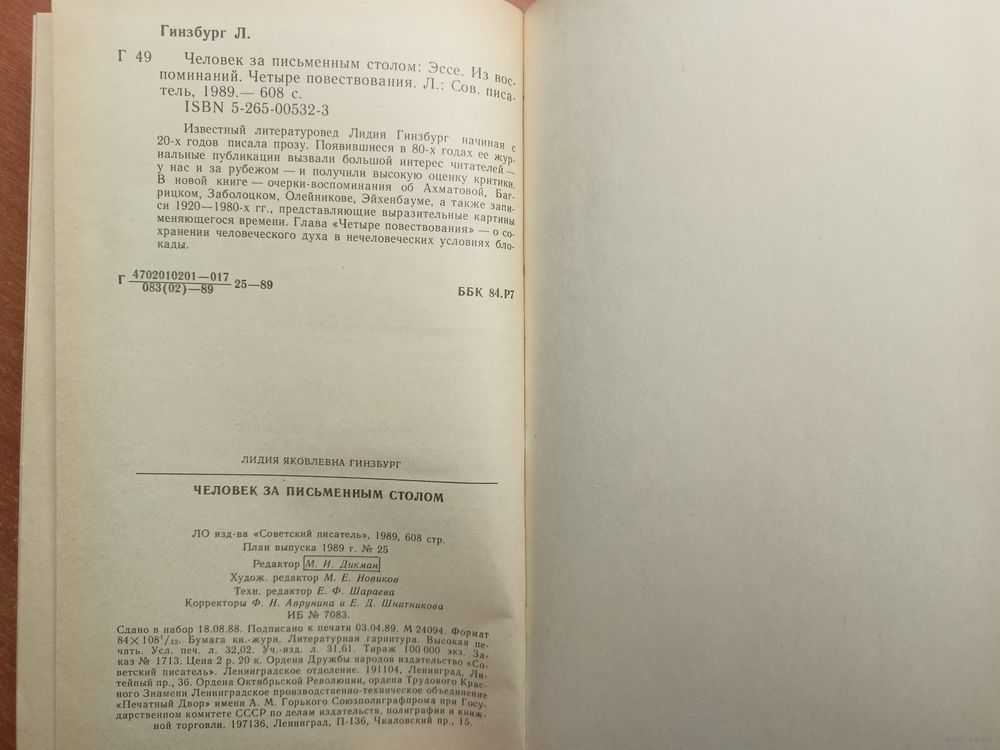 Гинзбург Л.
Г 49 Человек за письменным столом: Эссе. Из вос-
поминаний. Четыре повествования. Л.: Сов. писа-
тель, 1989.— 608 с.
ISBN 5-265-00532-3
Известный литературовед Лидия Гинзбург начиная с
20-х годов писала прозу. Появившиеся в 80-х годах ее жур-
нальные публикации вызвали большой интерес читателей —
у нас и за рубежом — и получили высокую оценку критики.
В новой книге — очерки-воспоминания об Ахматовой, Баг-
рицком, Заболоцком, Олейникове, Эйхенбауме, а также запи-
си 1920—1980-х гг., представляющие выразительные картины
меняющегося времени. Глава «Четыре повествования» — о со-
хранении человеческого духа в нечеловеческих условиях бло-
кады.
Г 4702010201—017
083(02)—89 25—89
ББК 84.Р7
ЛИДИЯ ЯКОВЛЕВНА ГИНЗБУРГ
ЧЕЛОВЕК ЗА ПИСЬМЕННЫМ СТОЛОМ
ЛО изд-ва «Советский писатель», 1989, 608 стр.
План выпуска 1989 г. № 25
Редактор М. И. Дикман
Худож. редактор М. Е. Новиков
Техн. редактор Е. Ф. Шараева
Корректоры Ф. Н. Аврунина и Е. Д. Шнитникова
ИБ № 7083.
Сдано в набор 18.08.88. Подписано к печати 03.04.89. М 24094. Формат
84×108¹/₃₂. Бумага кн.-журн. Литературная гарнитура. Высокая пе-
чать. Усл. печ. л. 32,02. Уч.-изд. л. 31,61. Тираж 100 000 экз. За-
каз № 1713. Цена 2 р. 20 к. Ордена Дружбы народов издательство «Со-
ветский писатель». Ленинградское отделение. 191104, Ленинград, Ли-
тейный пр., 36. Ордена Октябрьской Революции, ордена Трудового Крас-
ного Знамени Ленинградское производственно-техническое объединение
«Печатный Двор» имени А. М. Горького Союзполиграфпрома при Госу-
дарственном комитете СССР по делам издательств, полиграфии и книж-
ной торговли. 197136, Ленинград, П-136, Чкаловский пр., 15.